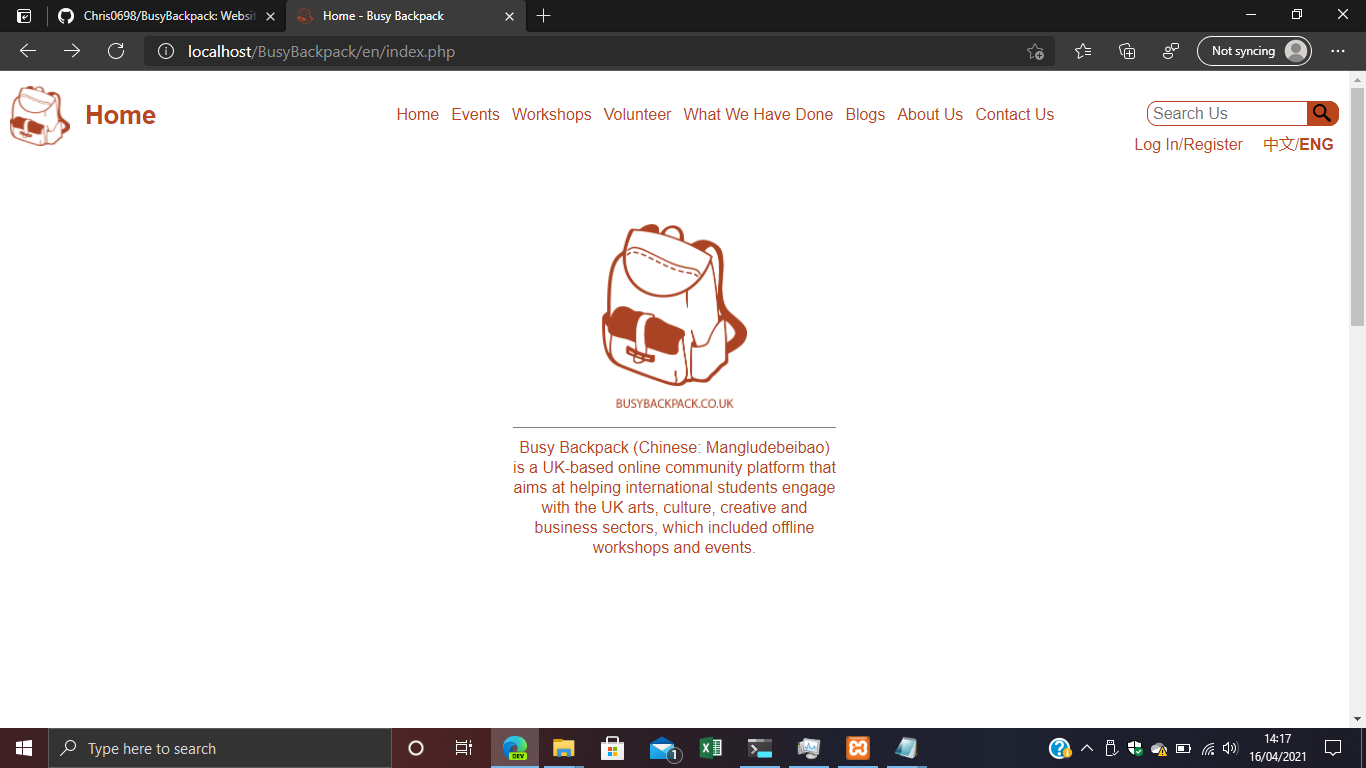 Chris0698/BusyBackpack: Websit
Home - Busy Backpack
localhost/BusyBackpack/en/index.php
Not syncing
Home
Home Events Workshops Volunteer What We Have Done Blogs About Us Contact Us
Search Us
Log In/Register 中文/ENG
BUSYBACKPACK.CO.UK
Busy Backpack (Chinese: Mangludebeibao)
is a UK-based online community platform that
aims at helping international students engage
with the UK arts, culture, creative and
business sectors, which included offline
workshops and events.
Type here to search
DEV
1
14:17
16/04/2021